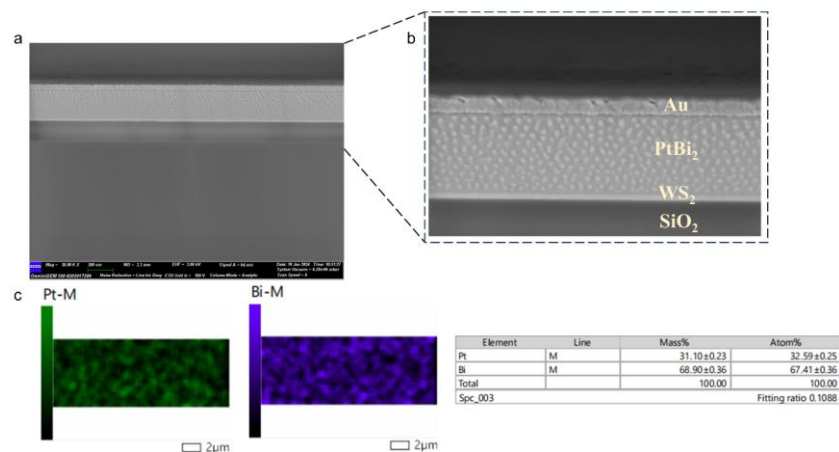 a
b
Au
PtBi2
WS2
SiO2
c
Pt-M
Bi-M
2μm
2μm
Element Line Mass% Atom%
Pt M 31.10±0.23 32.59±0.25
Bi M 68.90±0.36 67.41±0.36
Total 100.00 100.00
Spc_003 Fitting ratio 0.1088